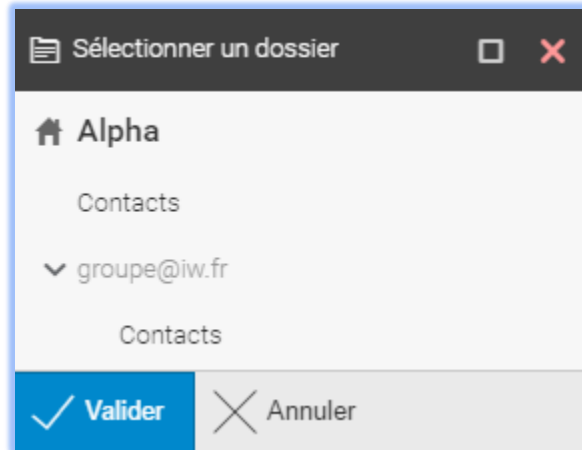 Sélectionner un dossier
Alpha
Contacts
groupe@iw.fr
Contacts
Valider Annuler